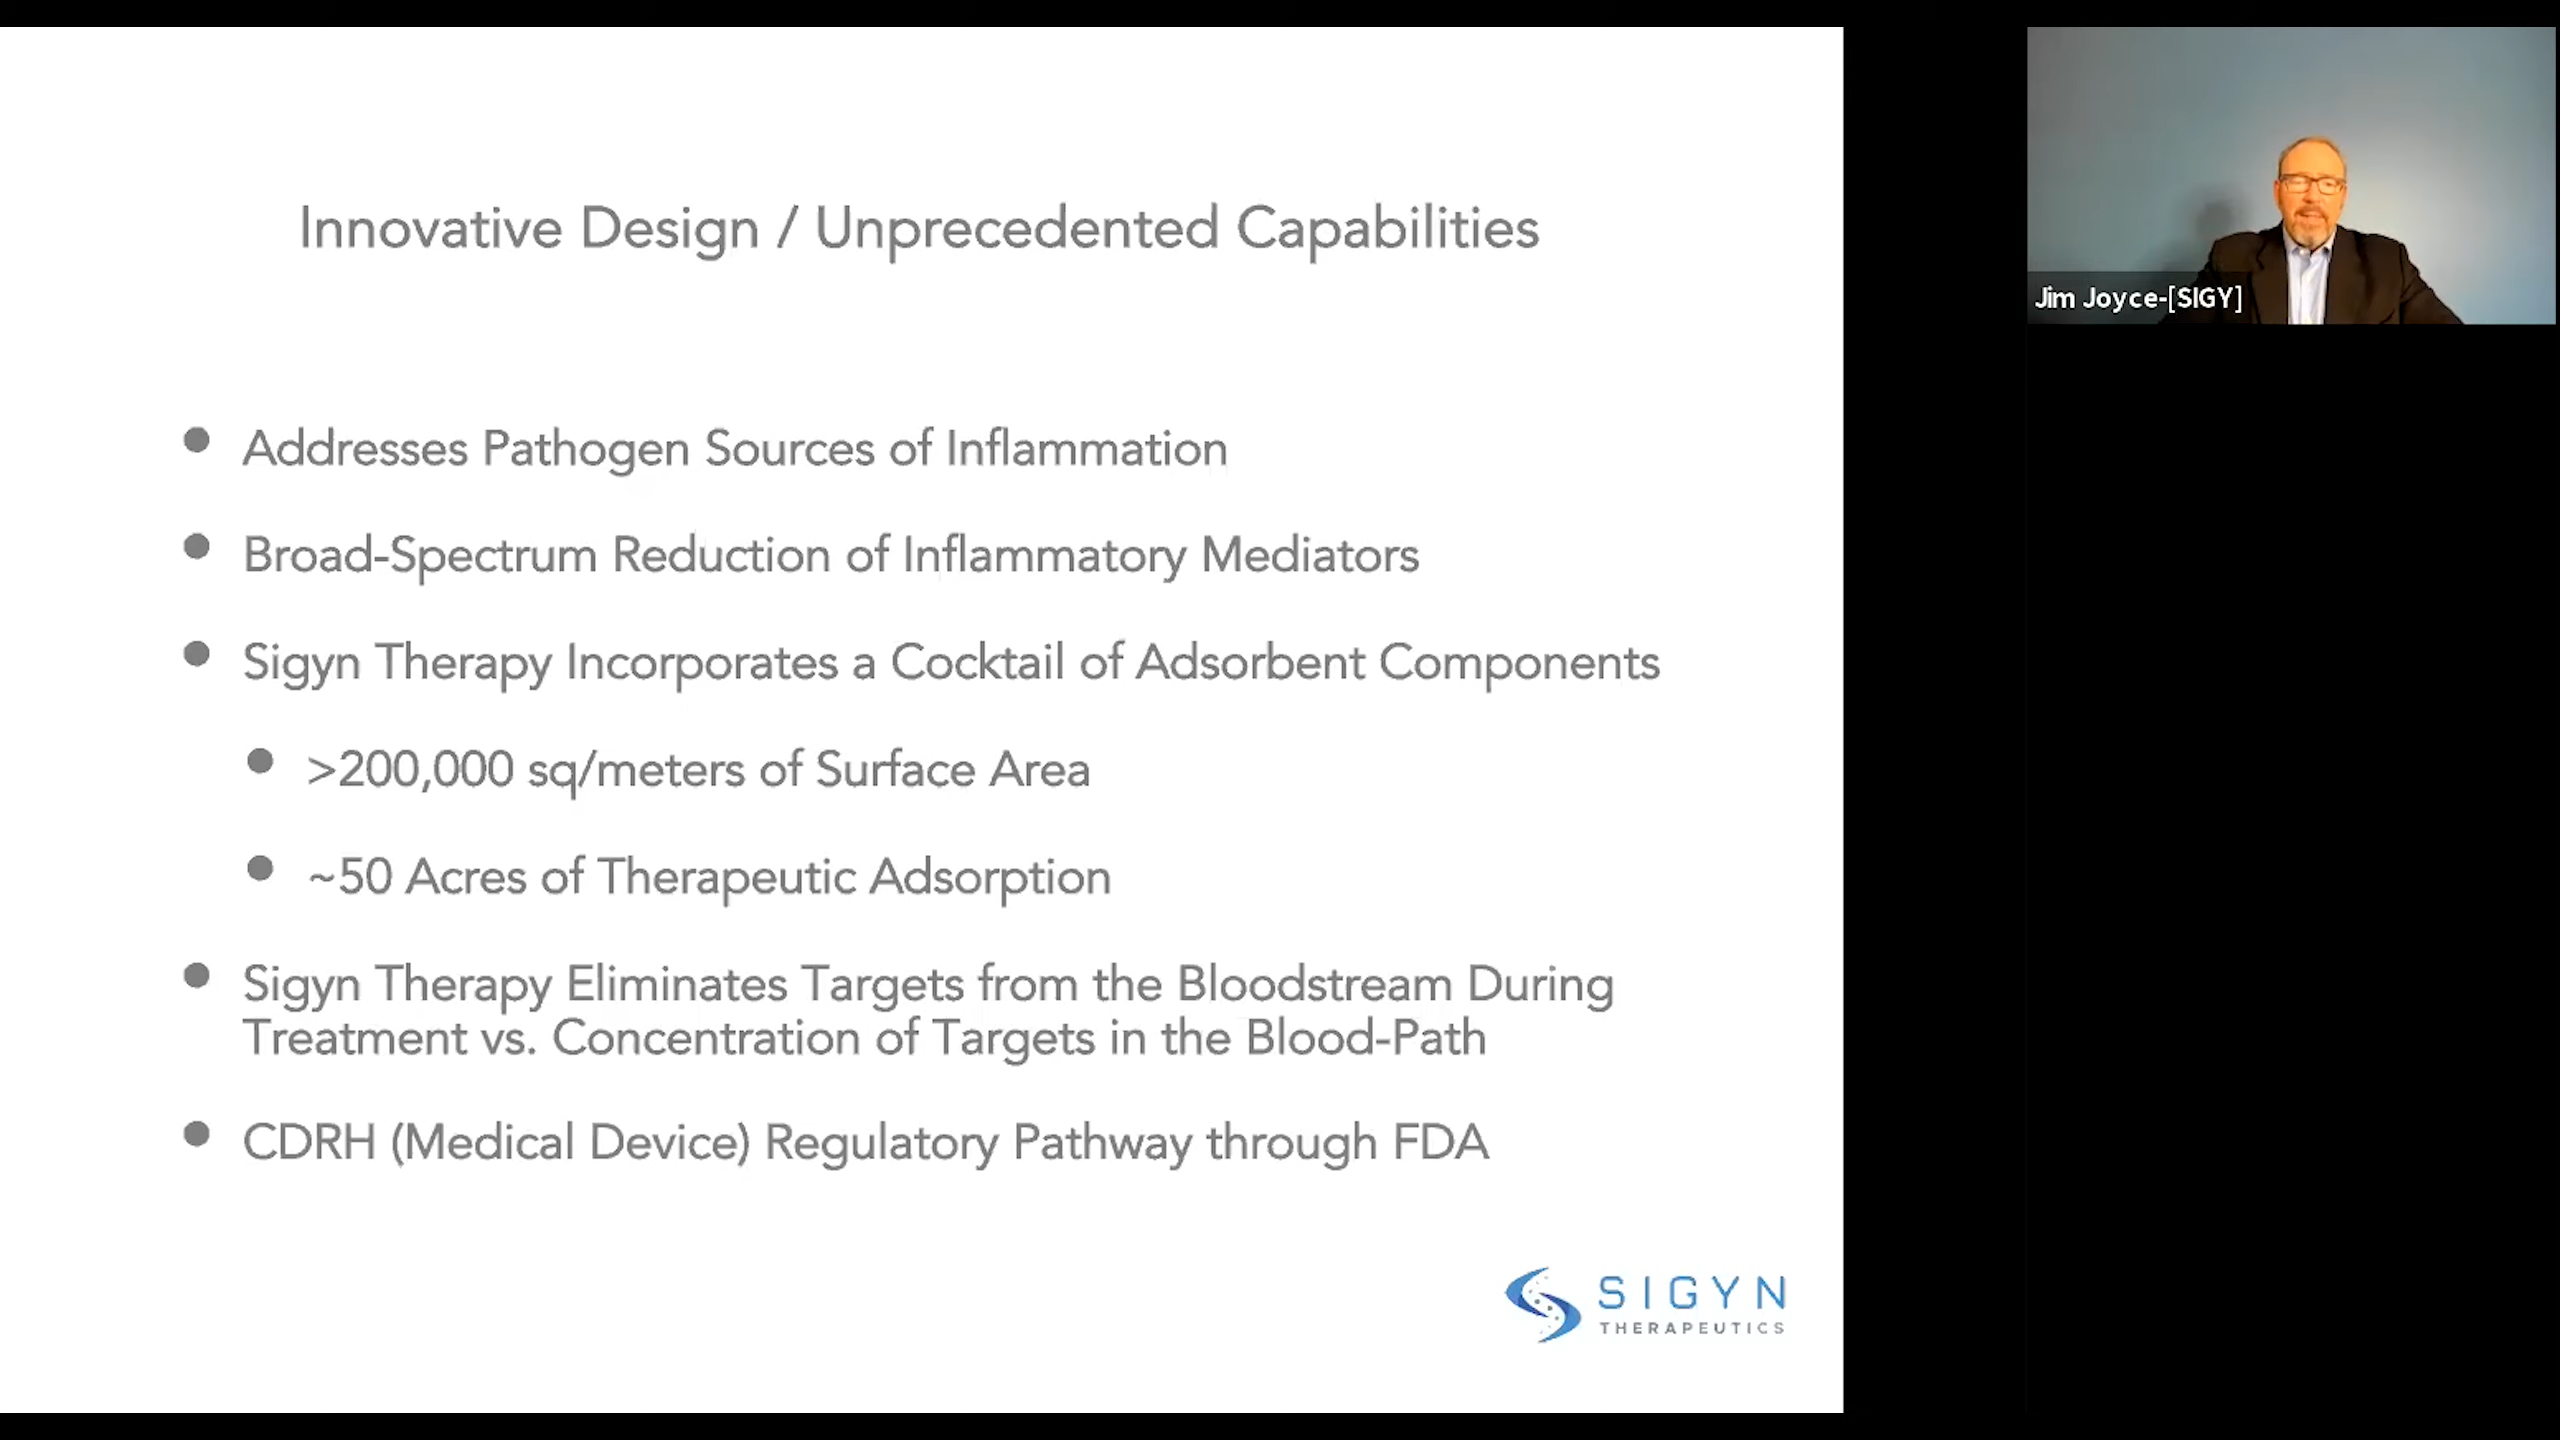 Innovative Design / Unprecedented Capabilities
Jim Joyce-[SIGY]
Addresses Pathogen Sources of Inflammation
Broad-Spectrum Reduction of Inflammatory Mediators
Sigyn Therapy Incorporates a Cocktail of Adsorbent Components
>200,000 sq/meters of Surface Area
~50 Acres of Therapeutic Adsorption
Sigyn Therapy Eliminates Targets from the Bloodstream During
Treatment vs. Concentration of Targets in the Blood-Path
CDRH (Medical Device) Regulatory Pathway through FDA
SIGYN
THERAPEUTICS